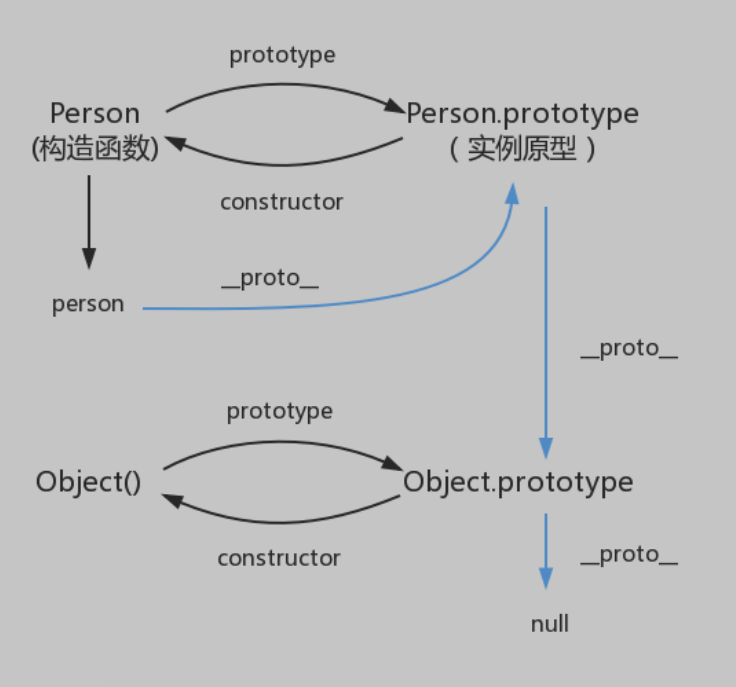 prototype
Person
(构造函数)
Person.prototype
（实例原型）
constructor
__proto__
person
__proto__
prototype
Object()
Object.prototype
constructor
__proto__
null